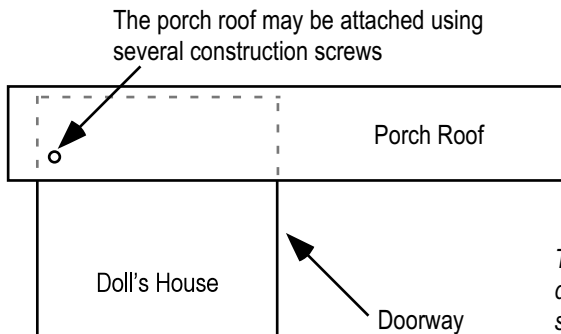 The porch roof may be attached using
several construction screws
Porch Roof
Doll's House
Doorway